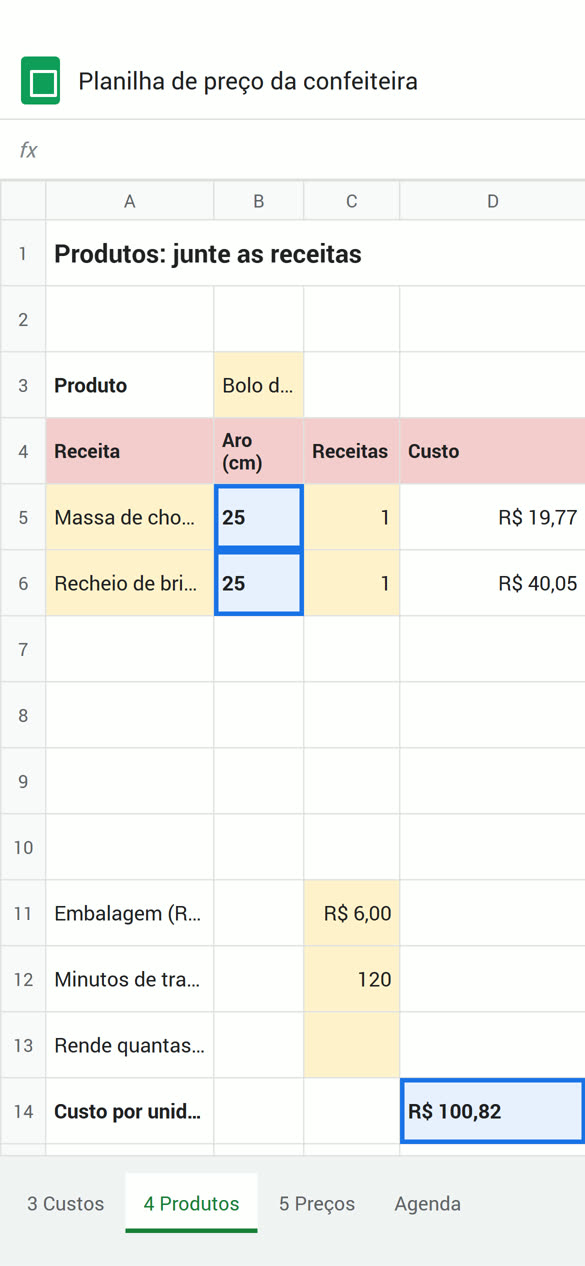 Planilha de preço da confeiteira
fx
A B C D
1 Produtos: junte as receitas
2
3 Produto Bolo d...
4 Receita Aro (cm) Receitas Custo
5 Massa de cho... 25 1 R$ 19,77
6 Recheio de bri... 25 1 R$ 40,05
7
8
9
10
11 Embalagem (R... R$ 6,00
12 Minutos de tra... 120
13 Rende quantas...
14 Custo por unid... R$ 100,82
3 Custos 4 Produtos 5 Preços Agenda